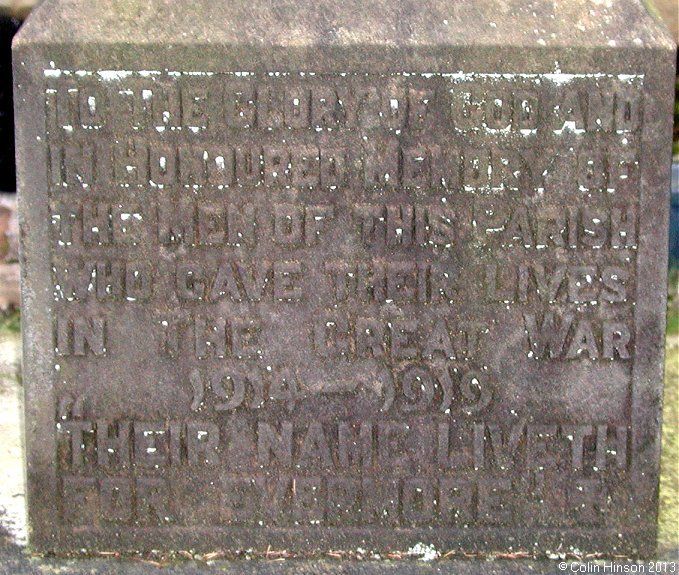 TO THE GLORY OF GOD AND
IN HONOURED MEMORY OF
THE MEN OF THIS PARISH
WHO GAVE THEIR LIVES
IN THE GREAT WAR
1914 — 1919
„ THEIR NAME LIVETH
FOR EVERMORE "
©Colin Hinson 2013